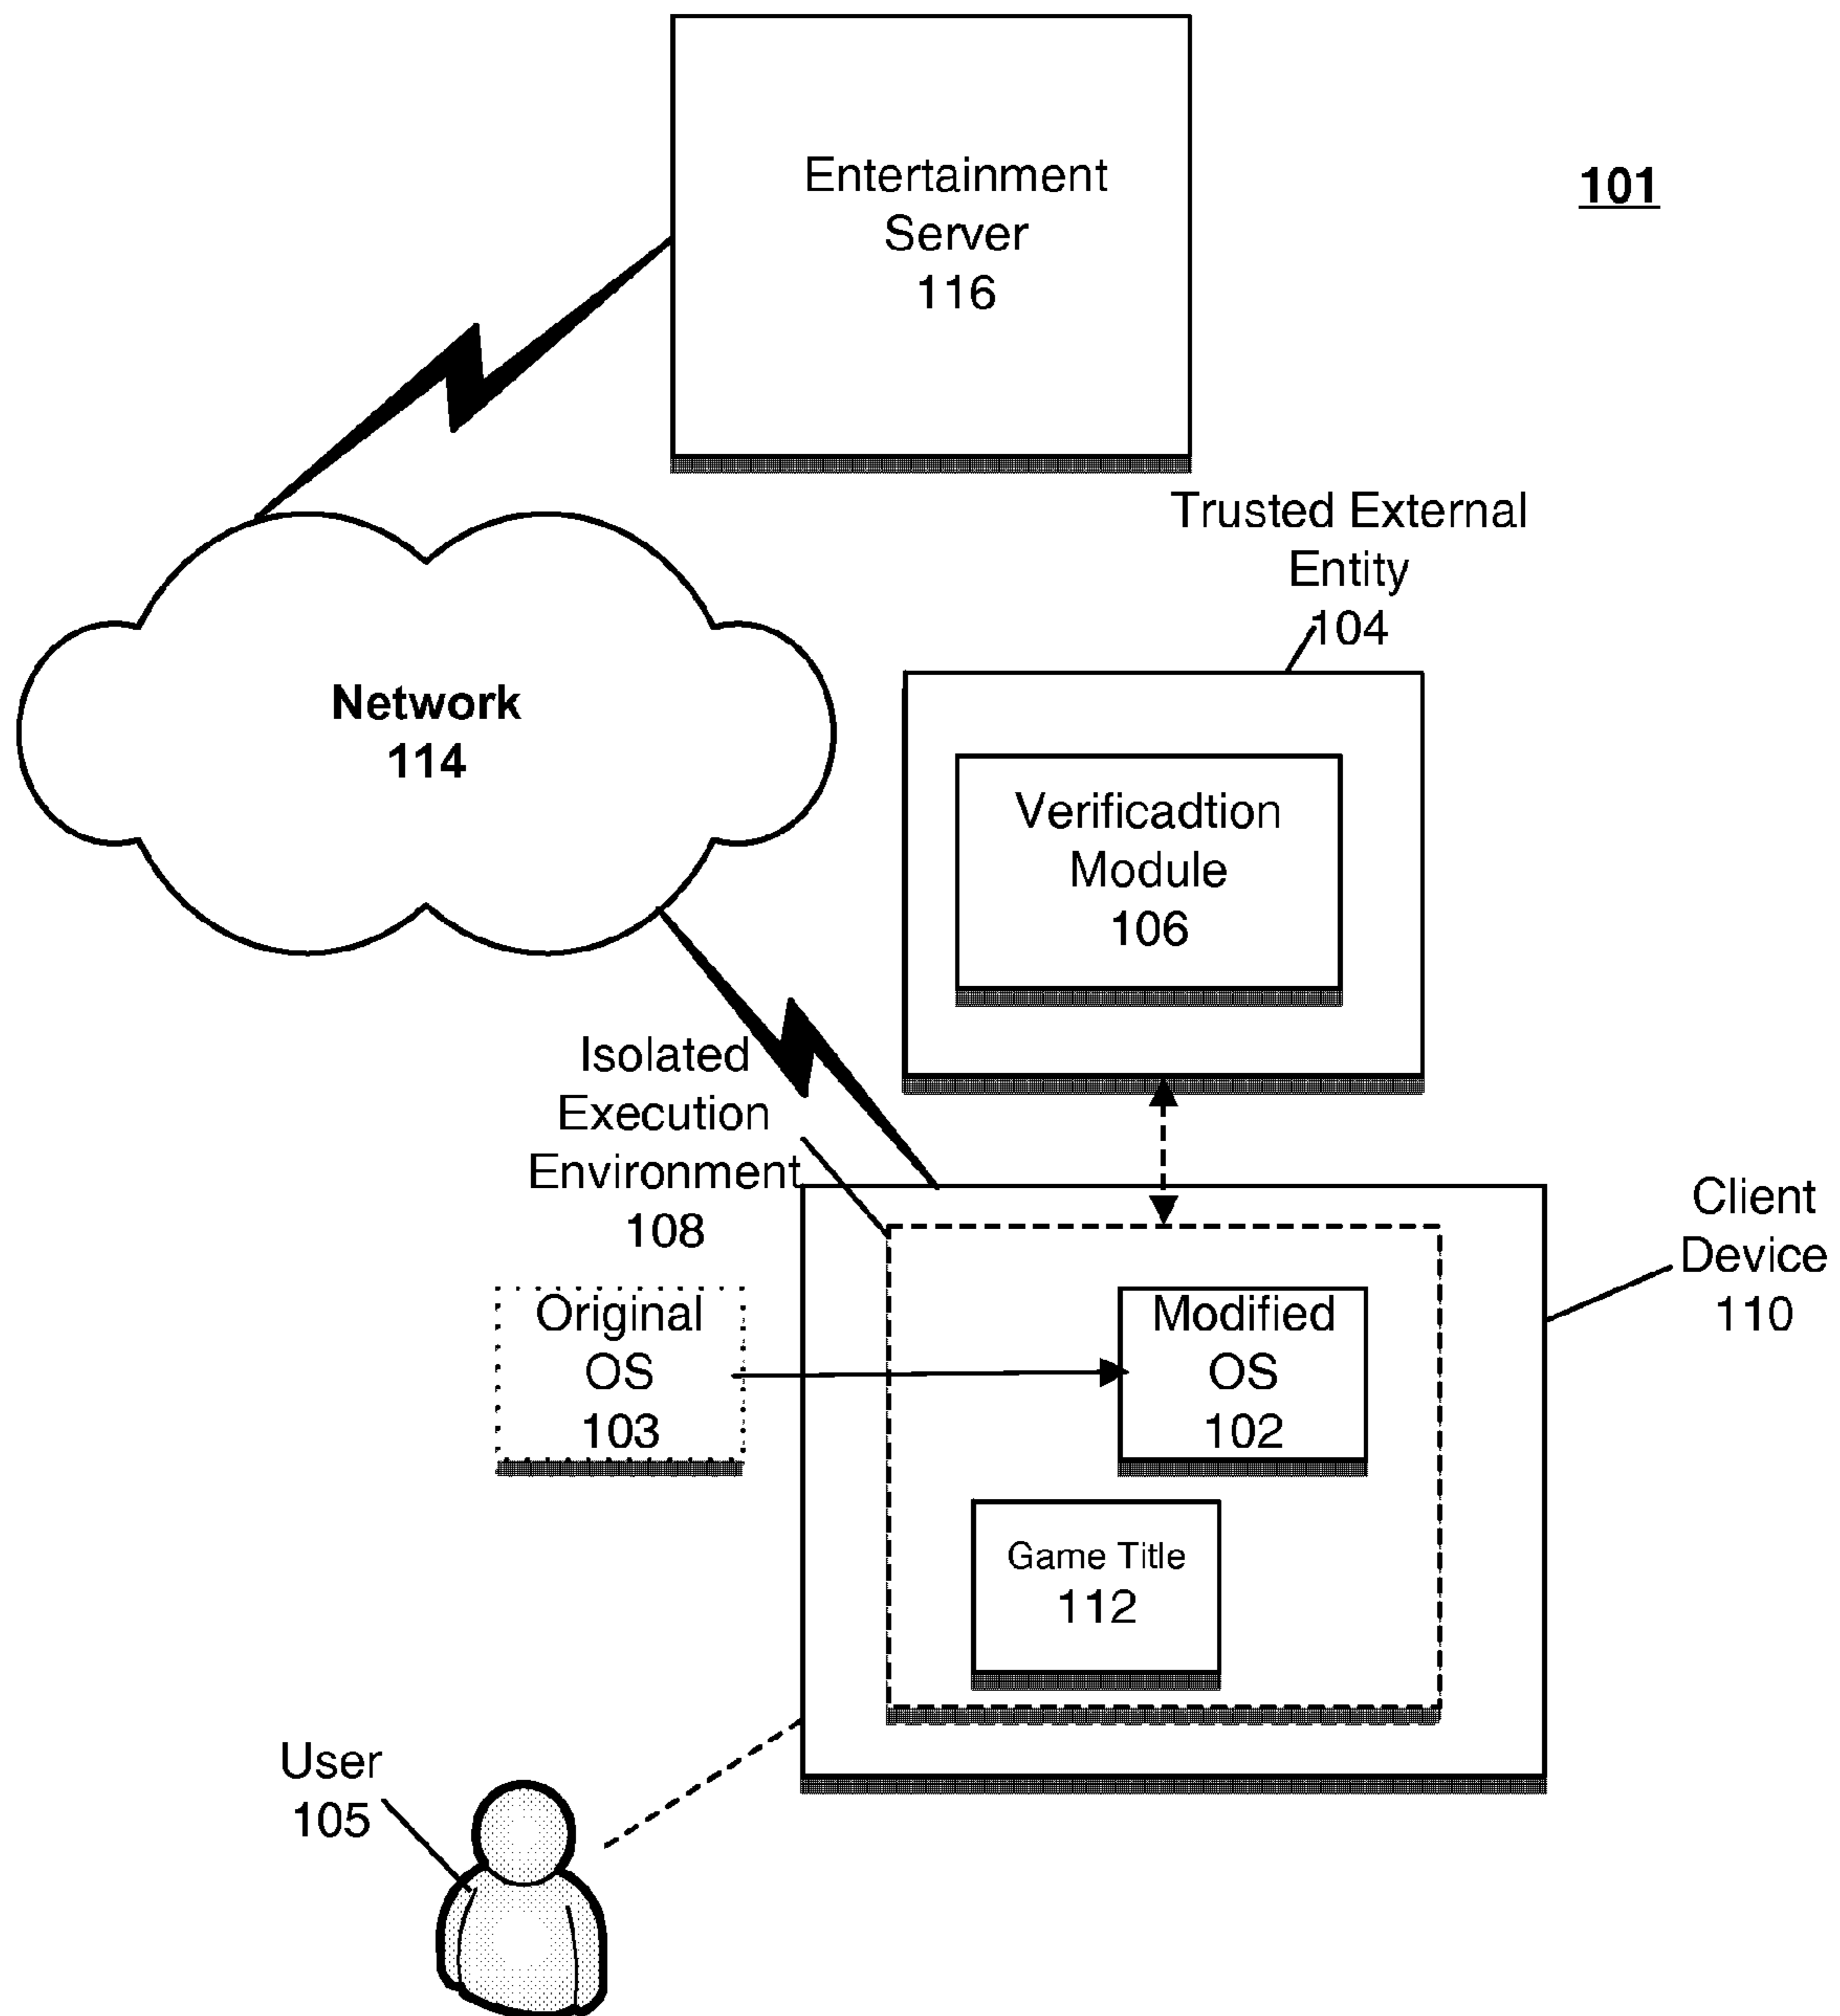 Entertainment
Server
116
101
Trusted External
Entity
104
Network
114
Verificadtion
Module
106
Isolated
Execution
Environment
108
Client
Device
110
Original
OS
103
Modified
OS
102
Game Title
112
User
105